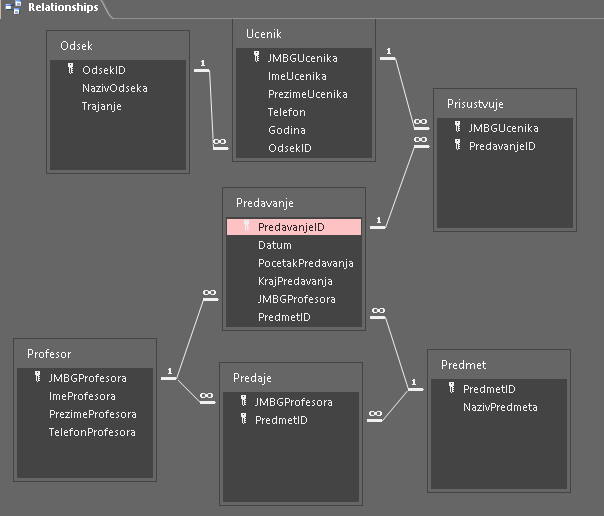 Relationships
Odsek
OdsekID
NazivOdseka
Trajanje
1
∞
Ucenik
JMBGUcenika
ImeUcenika
PrezimeUcenika
Telefon
Godina
OdsekID
1
∞
∞
Prisustvuje
JMBGUcenika
PredavanjeID
Predavanje
PredavanjeID
Datum
PocetakPredavanja
KrajPredavanja
JMBGProfesora
PredmetID
1
∞
∞
Profesor
JMBGProfesora
ImeProfesora
PrezimeProfesora
TelefonProfesora
1
∞
Predaje
JMBGProfesora
PredmetID
∞
1
Predmet
PredmetID
NazivPredmeta